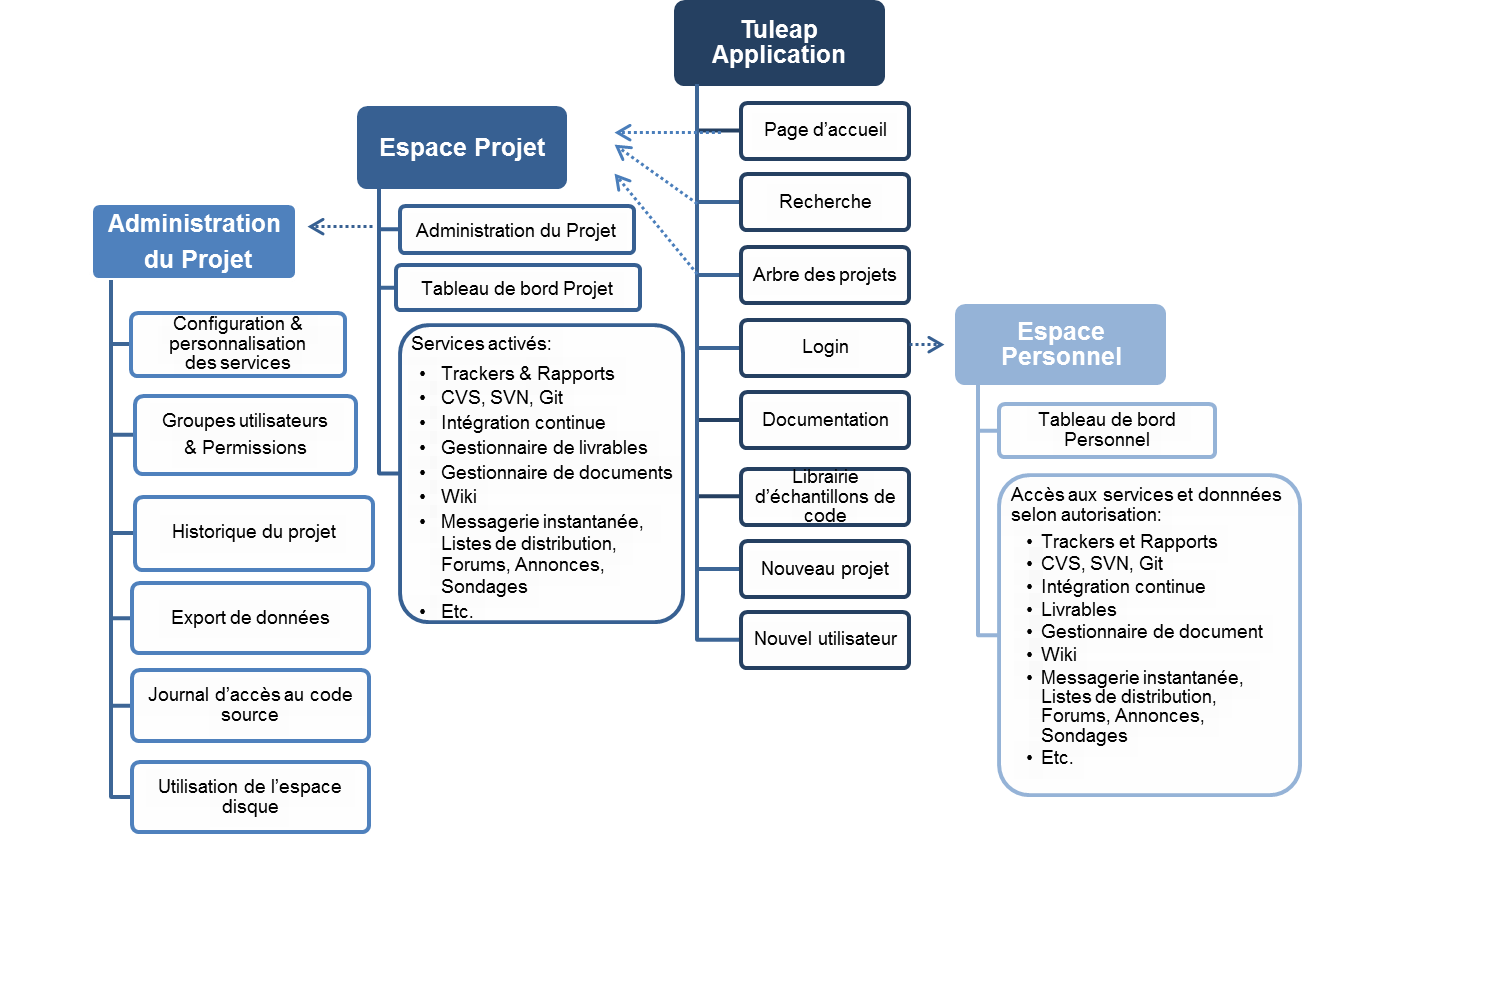 Tuleap
Application
Page d’accueil
Recherche
Arbre des projets
Login
Documentation
Librairie
d’échantillons de
code
Nouveau projet
Nouvel utilisateur
Espace Projet
Administration du Projet
Tableau de bord Projet
Services activés:
• Trackers & Rapports
• CVS, SVN, Git
• Intégration continue
• Gestionnaire de livrables
• Gestionnaire de documents
• Wiki
• Messagerie instantanée,
Listes de distribution,
Forums, Annonces,
Sondages
• Etc.
Administration
du Projet
Configuration &
personnalisation
des services
Groupes utilisateurs
& Permissions
Historique du projet
Export de données
Journal d’accès au code
source
Utilisation de l’espace
disque
Espace
Personnel
Tableau de bord
Personnel
Accès aux services et donnnées
selon autorisation:
• Trackers et Rapports
• CVS, SVN, Git
• Intégration continue
• Livrables
• Gestionnaire de document
• Wiki
• Messagerie instantanée,
Listes de distribution,
Forums, Annonces,
Sondages
• Etc.